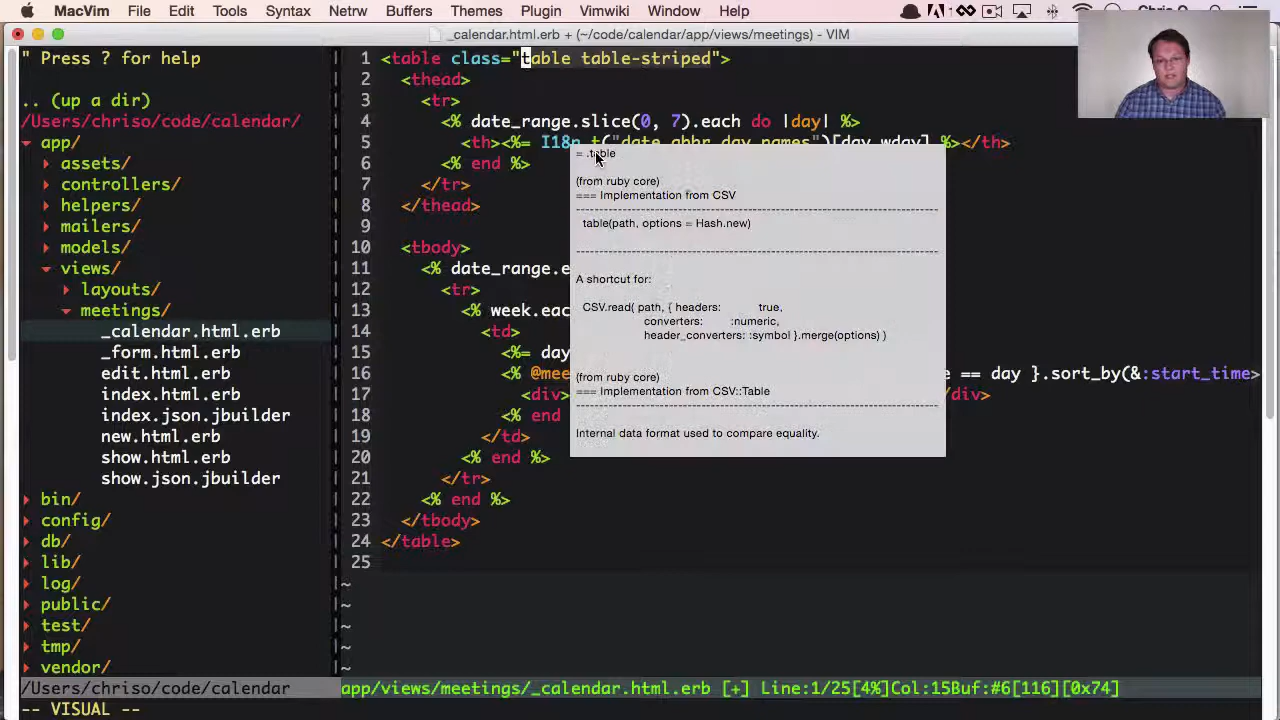 MacVim File Edit Tools Syntax Netrw Buffers Themes Plugin Vimwiki Window Help
_calendar.html.erb + (~/code/calendar/app/views/meetings) - VIM
" Press ? for help
.. (up a dir)
/Users/chriso/code/calendar/
app/
assets/
controllers/
helpers/
mailers/
models/
views/
layouts/
meetings/
_calendar.html.erb
_form.html.erb
edit.html.erb
index.html.erb
index.json.jbuilder
new.html.erb
show.html.erb
show.json.jbuilder
bin/
config/
db/
lib/
log/
public/
test/
tmp/
vendor/
1 <table class="table table-striped">
2 <thead>
3 <tr>
4 <% date_range.slice(0, 7).each do |day| %>
5 <th><%= I18n.t("date.abbr_day_names")[day.wday] %></th>
6 <% end %>
7 </tr>
8 </thead>
9
10 <tbody>
11 <% date_range.e
12 <tr>
13 <% week.eac
14 <td>
15 <%= day
16 <% @mee e == day }.sort_by(&:start_time>
17 <div> div>
18 <% end
19 </td>
20 <% end %>
21 </tr>
22 <% end %>
23 </tbody>
24 </table>
25
~
~
~
~
~
= .table
(from ruby core)
=== Implementation from CSV
table(path, options = Hash.new)
A shortcut for:
CSV.read( path, { headers: true,
converters: :numeric,
header_converters: :symbol }.merge(options) )
(from ruby core)
=== Implementation from CSV::Table
Internal data format used to compare equality.
/Users/chriso/code/calendar
app/views/meetings/_calendar.html.erb [+] Line:1/25[4%]Col:15Buf:#6[116][0x74]
-- VISUAL --